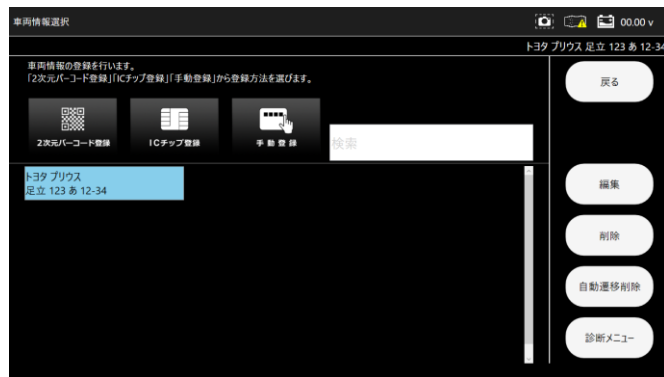 車両情報選択
00.00 v
トヨタ プリウス 足立 123 あ 12-34
車両情報の登録を行います。
「2次元バーコード登録」「ICチップ登録」「手動登録」から登録方法を選びます。
戻る
2次元バーコード登録
ICチップ登録
手動登録
検索
トヨタ プリウス
足立 123 あ 12-34
編集
削除
自動遷移削除
診断メニュー